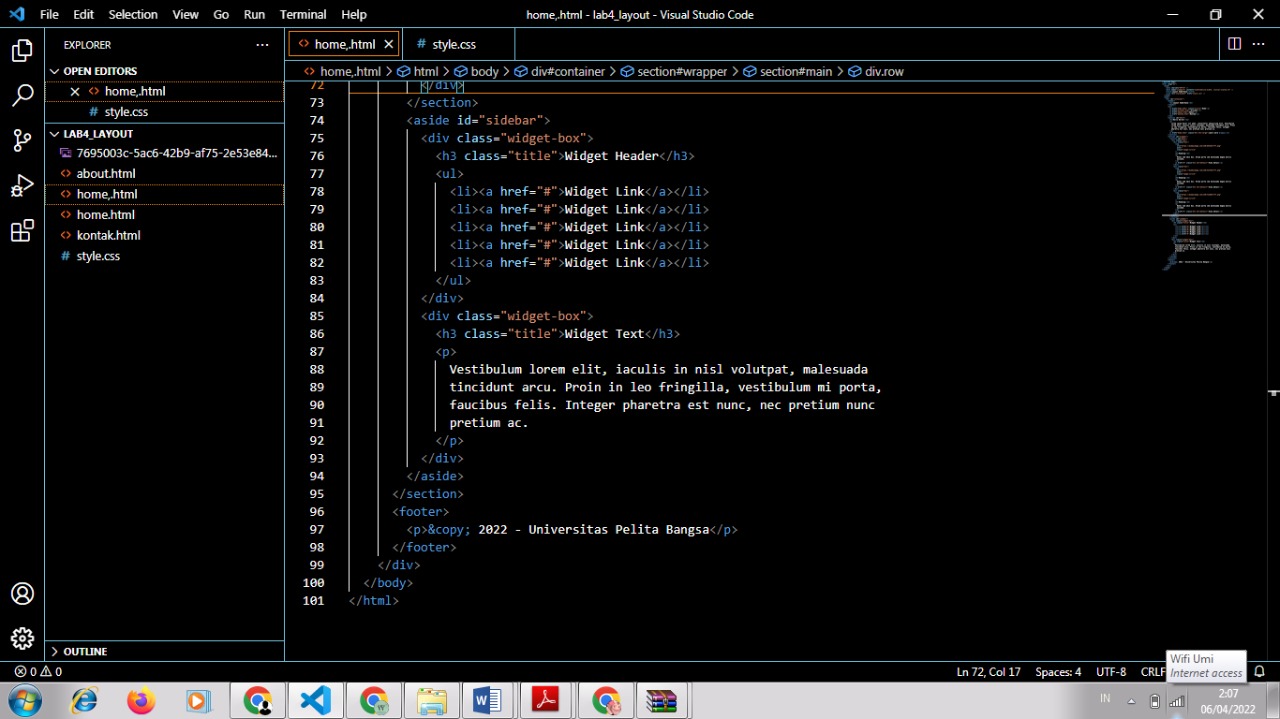 File Edit Selection View Go Run Terminal Help
home,.html - lab4_layout - Visual Studio Code
EXPLORER
OPEN EDITORS
home,.html
style.css
LAB4_LAYOUT
7695003c-5ac6-42b9-af75-2e53e84...
about.html
home,.html
home.html
kontak.html
style.css
OUTLINE
home,.html style.css
home,.html > html > body > div#container > section#wrapper > section#main > div.row
72 </div>
73 </section>
74 <aside id="sidebar">
75 <div class="widget-box">
76 <h3 class="title">Widget Header</h3>
77 <ul>
78 <li><a href="#">Widget Link</a></li>
79 <li><a href="#">Widget Link</a></li>
80 <li><a href="#">Widget Link</a></li>
81 <li><a href="#">Widget Link</a></li>
82 <li><a href="#">Widget Link</a></li>
83 </ul>
84 </div>
85 <div class="widget-box">
86 <h3 class="title">Widget Text</h3>
87 <p>
88 Vestibulum lorem elit, iaculis in nisl volutpat, malesuada
89 tincidunt arcu. Proin in leo fringilla, vestibulum mi porta,
90 faucibus felis. Integer pharetra est nunc, nec pretium nunc
91 pretium ac.
92 </p>
93 </div>
94 </aside>
95 </section>
96 <footer>
97 <p>&copy; 2022 - Universitas Pelita Bangsa</p>
98 </footer>
99 </div>
100 </body>
101 </html>
0 0
Ln 72, Col 17 Spaces: 4 UTF-8 CRLF
Wifi Umi
Internet access
IN
2:07
06/04/2022